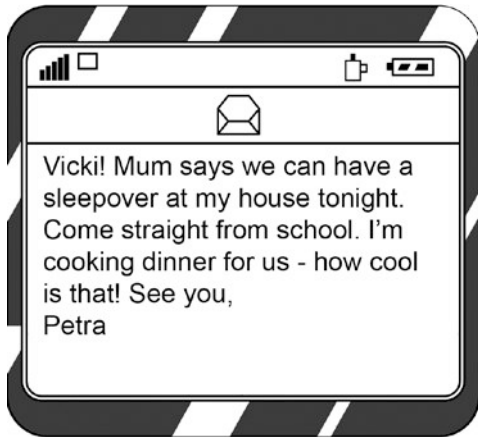 Vicki! Mum says we can have a
sleepover at my house tonight.
Come straight from school. I'm
cooking dinner for us - how cool
is that! See you,
Petra